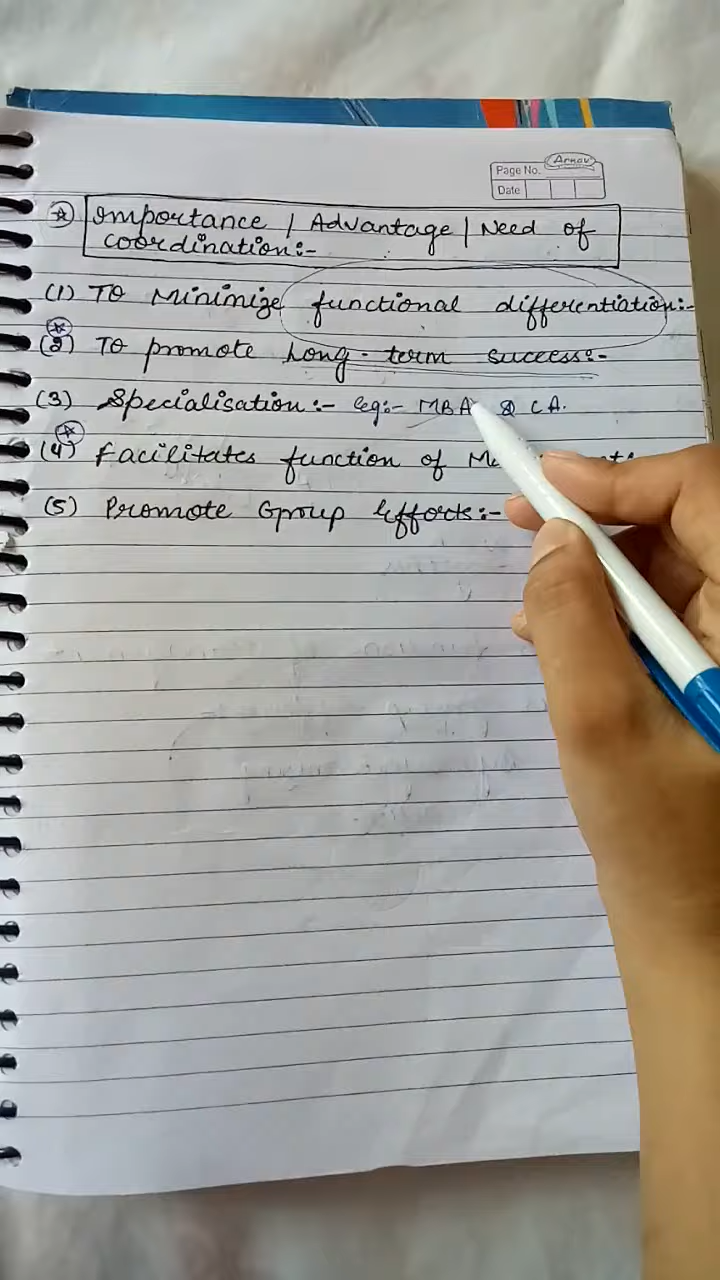 Arnav
Page No.
Date
Importance / Advantage / Need of
coordination:-
(1) To Minimize functional differentiation:-
(2) To promote Long-term success:-
(3) Specialisation:- eg:- MBA & CA.
(4) Facilitates function of
(5) Promote Group Efforts:-